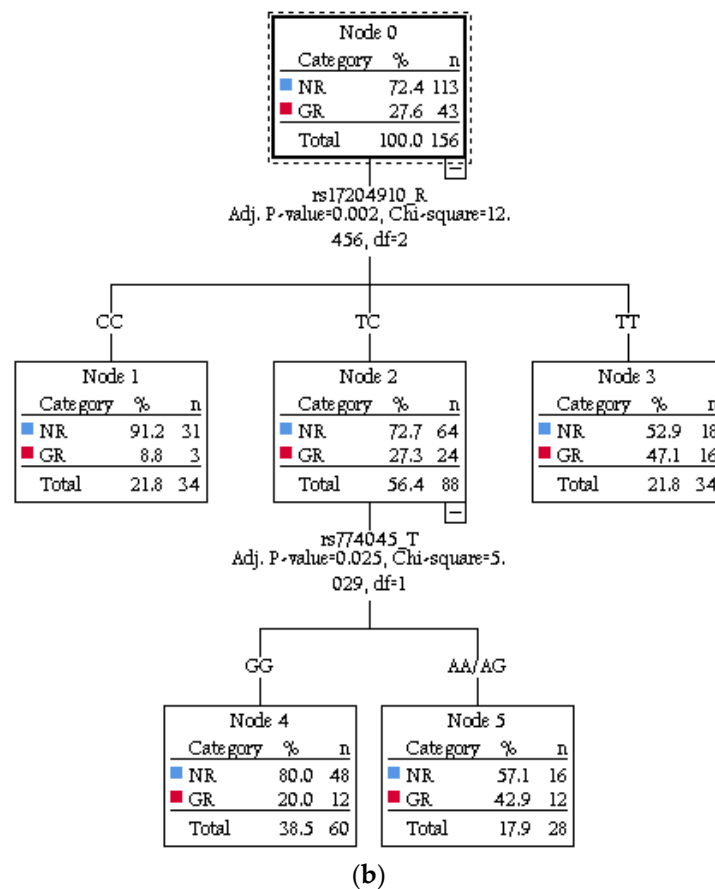 Node 0
Category % n
NR 72.4 113
GR 27.6 43
Total 100.0 156
rs17204910_R
Adj. P-value=0.002, Chi-square=12.
456, df=2
CC TC TT
Node 1
Category % n
NR 91.2 31
GR 8.8 3
Total 21.8 34
Node 2
Category % n
NR 72.7 64
GR 27.3 24
Total 56.4 88
Node 3
Category % n
NR 52.9 18
GR 47.1 16
Total 21.8 34
rs774045_T
Adj. P-value=0.025, Chi-square=5.
029, df=1
GG AA/AG
Node 4
Category % n
NR 80.0 48
GR 20.0 12
Total 38.5 60
Node 5
Category % n
NR 57.1 16
GR 42.9 12
Total 17.9 28
(b)